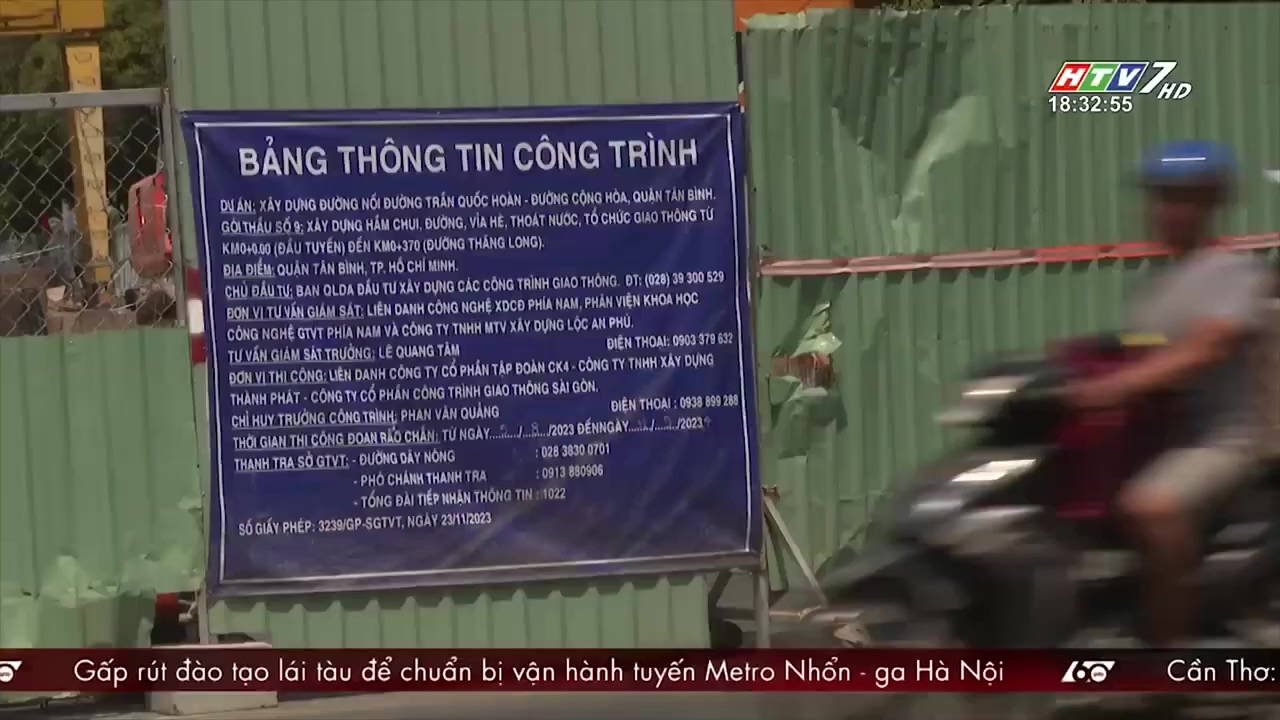 HTV7 HD
18:32:55
BẢNG THÔNG TIN CÔNG TRÌNH
DỰ ÁN: XÂY DỰNG ĐƯỜNG NỐI ĐƯỜNG TRẦN QUỐC HOÀN - ĐƯỜNG CỘNG HÒA, QUẬN TÂN BÌNH.
GÓI THẦU SỐ 9: XÂY DỰNG HẦM CHUI, ĐƯỜNG, VỈA HÈ, THOÁT NƯỚC, TỔ CHỨC GIAO THÔNG TỪ
KM0+0.00 (ĐẦU TUYẾN) ĐẾN KM0+370 (ĐƯỜNG THĂNG LONG).
ĐỊA ĐIỂM: QUẬN TÂN BÌNH, TP. HỒ CHÍ MINH.
CHỦ ĐẦU TƯ: BAN QLDA ĐẦU TƯ XÂY DỰNG CÁC CÔNG TRÌNH GIAO THÔNG. ĐT: (028) 39 300 529
ĐƠN VỊ TƯ VẤN GIÁM SÁT: LIÊN DANH CÔNG NGHỆ XDCĐ PHÍA NAM, PHÂN VIỆN KHOA HỌC
CÔNG NGHỆ GTVT PHÍA NAM VÀ CÔNG TY TNHH MTV XÂY DỰNG LỘC AN PHÚ.
TƯ VẤN GIÁM SÁT TRƯỞNG: LÊ QUANG TÂM ĐIỆN THOẠI: 0903 379 632
ĐƠN VỊ THI CÔNG: LIÊN DANH CÔNG TY CỔ PHẦN TẬP ĐOÀN CK4 - CÔNG TY TNHH XÂY DỰNG
THÀNH PHÁT - CÔNG TY CỔ PHẦN CÔNG TRÌNH GIAO THÔNG SÀI GÒN.
CHỈ HUY TRƯỞNG CÔNG TRÌNH: PHAN VĂN QUẢNG ĐIỆN THOẠI : 0938 899 288
THỜI GIAN THI CÔNG ĐOẠN RÀO CHẮN: TỪ NGÀY...../...../2023 ĐẾNNGÀY...../...../202
THANH TRA SỞ GTVT: - ĐƯỜNG DÂY NÓNG : 028 3830 0701
- PHÓ CHÁNH THANH TRA : 0913 880906
- TỔNG ĐÀI TIẾP NHẬN THÔNG TIN : 1022
SỐ GIẤY PHÉP: 3239/GP-SGTVT, NGÀY 23/11/2023
Gấp rút đào tạo lái tàu để chuẩn bị vận hành tuyến Metro Nhổn - ga Hà Nội 60 Cần Thơ: